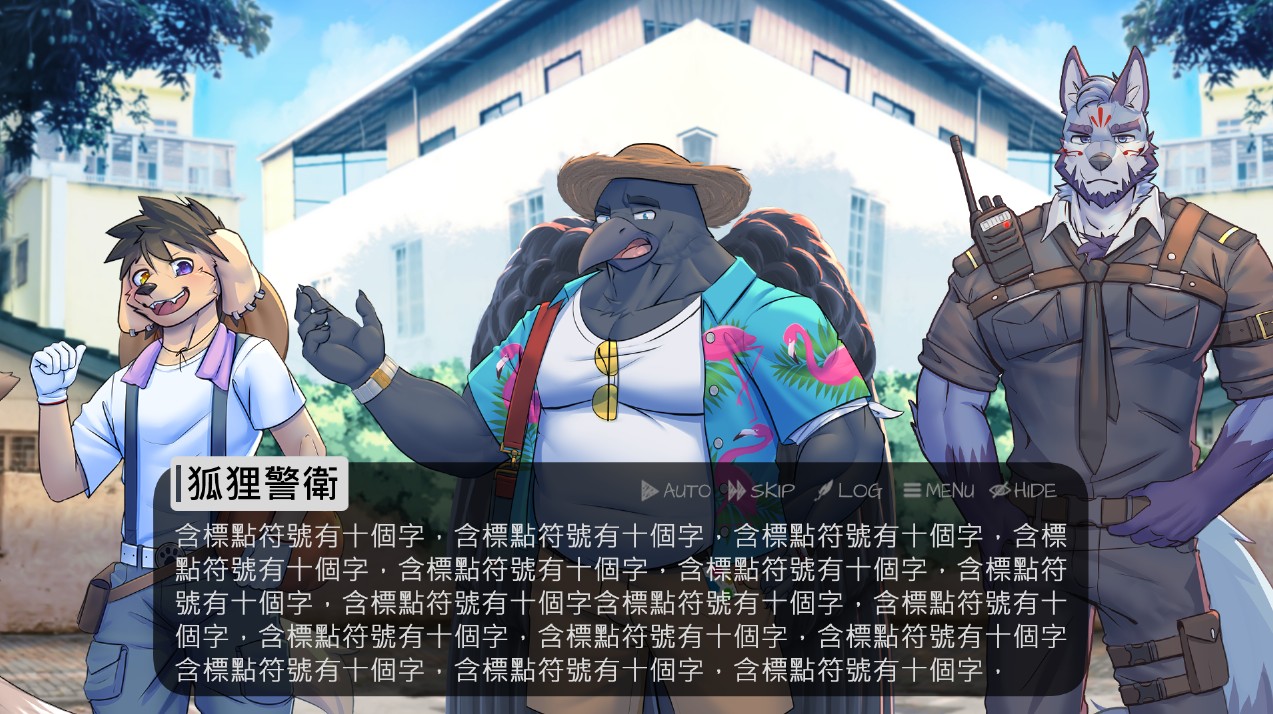 狐狸警衛
AUTO SKIP LOG MENU HIDE
含標點符號有十個字，含標點符號有十個字，含標點符號有十個字，含標
點符號有十個字，含標點符號有十個字，含標點符號有十個字，含標點符
號有十個字，含標點符號有十個字含標點符號有十個字，含標點符號有十
個字，含標點符號有十個字，含標點符號有十個字，含標點符號有十個字
含標點符號有十個字，含標點符號有十個字，含標點符號有十個字，